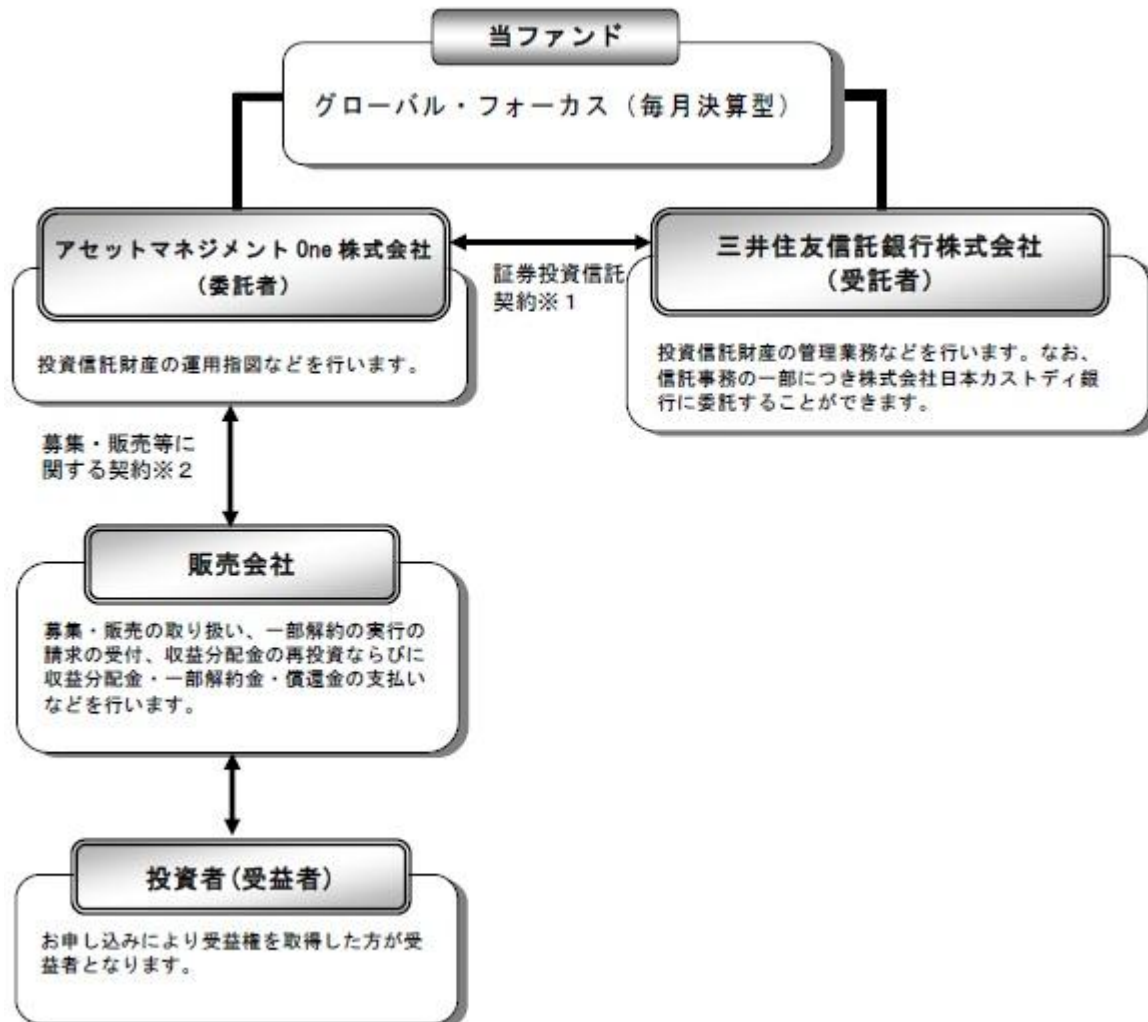 当ファンド
グローバル・フォーカス（毎月決算型）
アセットマネジメント One 株式会社
（委託者）
投資信託財産の運用指図などを行います。
証券投資信託
契約※１
三井住友信託銀行株式会社
（受託者）
投資信託財産の管理業務などを行います。なお、
信託事務の一部につき株式会社日本カストディ銀
行に委託することができます。
募集・販売等に
関する契約※２
販売会社
募集・販売の取り扱い、一部解約の実行の
請求の受付、収益分配金の再投資ならびに
収益分配金・一部解約金・償還金の支払い
などを行います。
投資者(受益者)
お申し込みにより受益権を取得した方が受
益者となります。